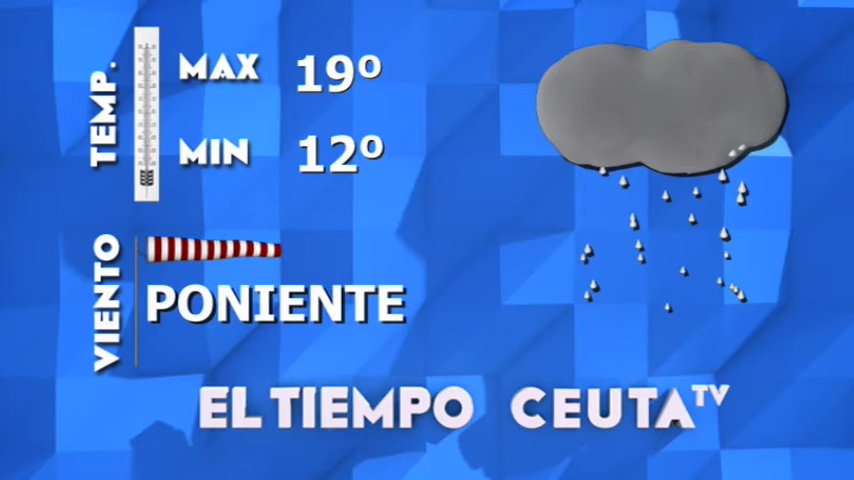 TEMP.
MAX 19º
MIN 12º
VIENTO
PONIENTE
EL TIEMPO CEUTA TV